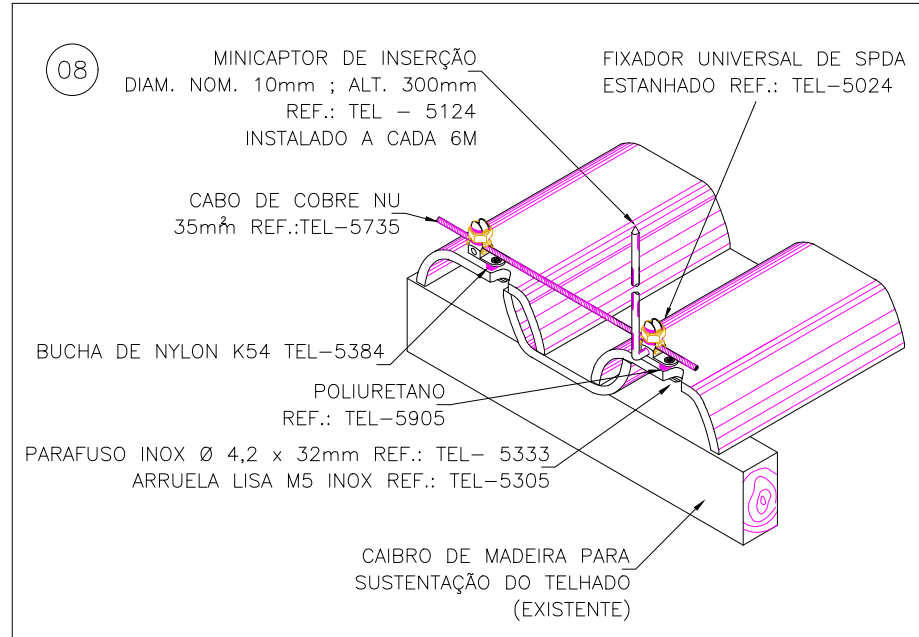 08
MINICAPTOR DE INSERÇÃO
DIAM. NOM. 10mm ; ALT. 300mm
REF.: TEL – 5124
INSTALADO A CADA 6M
FIXADOR UNIVERSAL DE SPDA
ESTANHADO REF.: TEL–5024
CABO DE COBRE NU
35mm² REF.:TEL–5735
BUCHA DE NYLON K54 TEL–5384
POLIURETANO
REF.: TEL–5905
PARAFUSO INOX Ø 4,2 x 32mm REF.: TEL– 5333
ARRUELA LISA M5 INOX REF.: TEL–5305
CAIBRO DE MADEIRA PARA
SUSTENTAÇÃO DO TELHADO
(EXISTENTE)